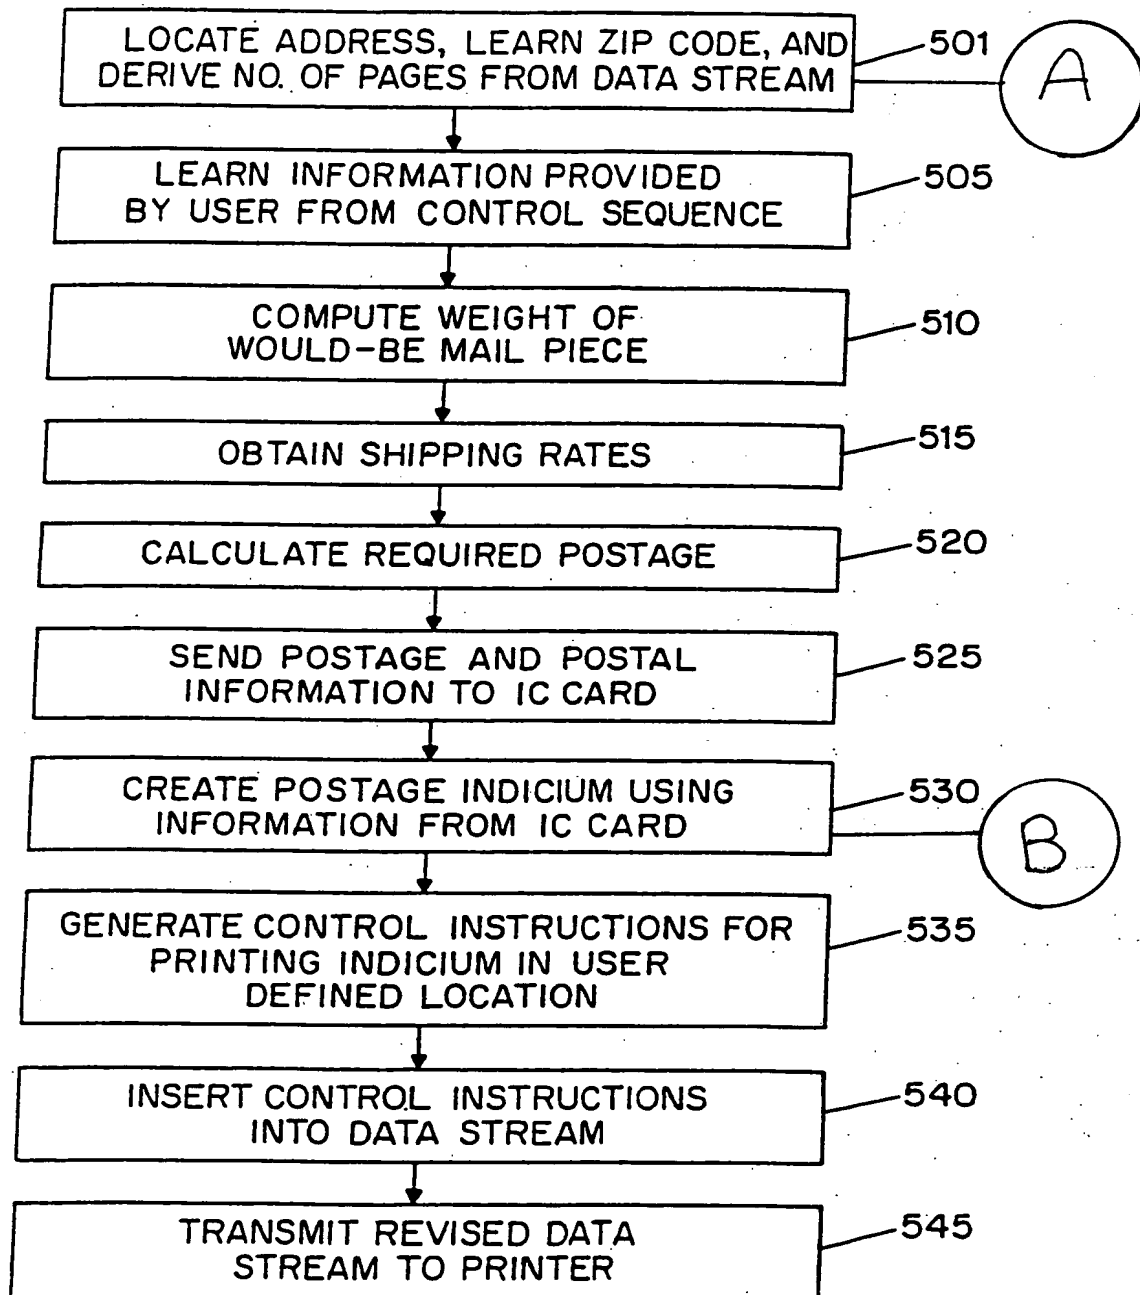 LOCATE ADDRESS, LEARN ZIP CODE, AND
DERIVE NO. OF PAGES FROM DATA STREAM
501
A
LEARN INFORMATION PROVIDED
BY USER FROM CONTROL SEQUENCE
505
COMPUTE WEIGHT OF
WOULD-BE MAIL PIECE
510
OBTAIN SHIPPING RATES
515
CALCULATE REQUIRED POSTAGE
520
SEND POSTAGE AND POSTAL
INFORMATION TO IC CARD
525
CREATE POSTAGE INDICIUM USING
INFORMATION FROM IC CARD
530
B
GENERATE CONTROL INSTRUCTIONS FOR
PRINTING INDICIUM IN USER
DEFINED LOCATION
535
INSERT CONTROL INSTRUCTIONS
INTO DATA STREAM
540
TRANSMIT REVISED DATA
STREAM TO PRINTER
545